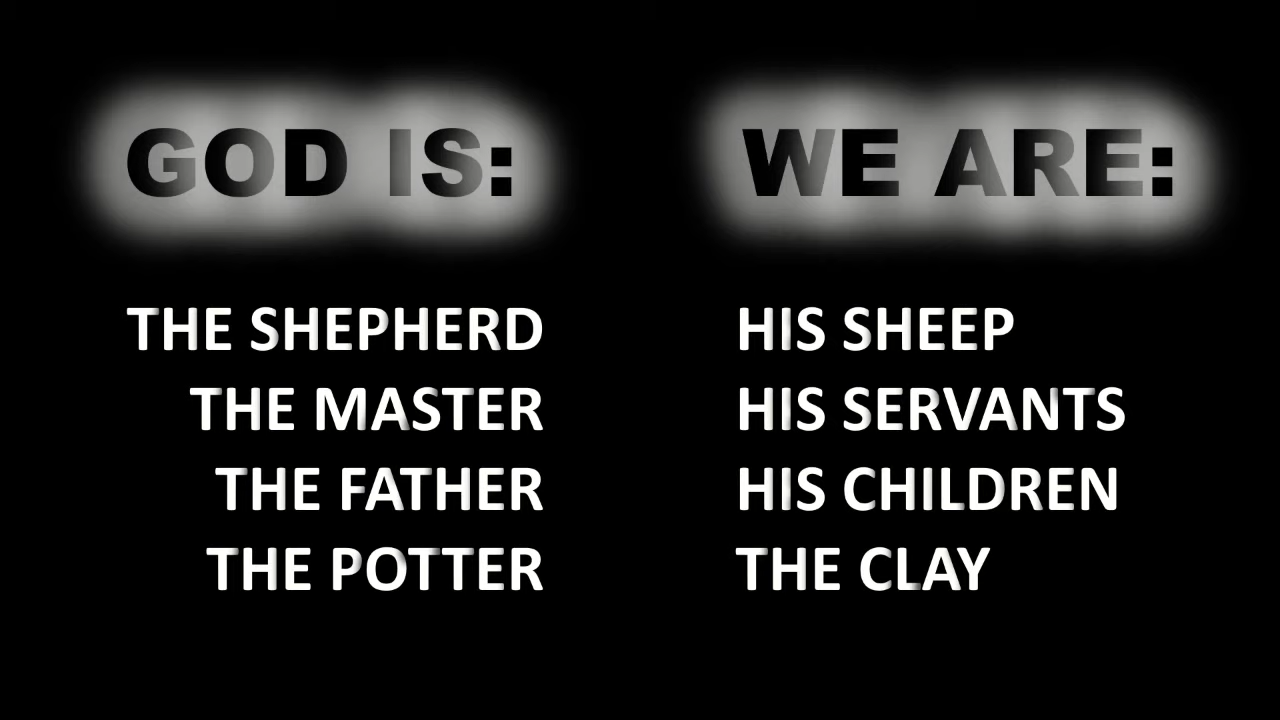 GOD IS:
WE ARE:
THE SHEPHERD
HIS SHEEP
THE MASTER
HIS SERVANTS
THE FATHER
HIS CHILDREN
THE POTTER
THE CLAY